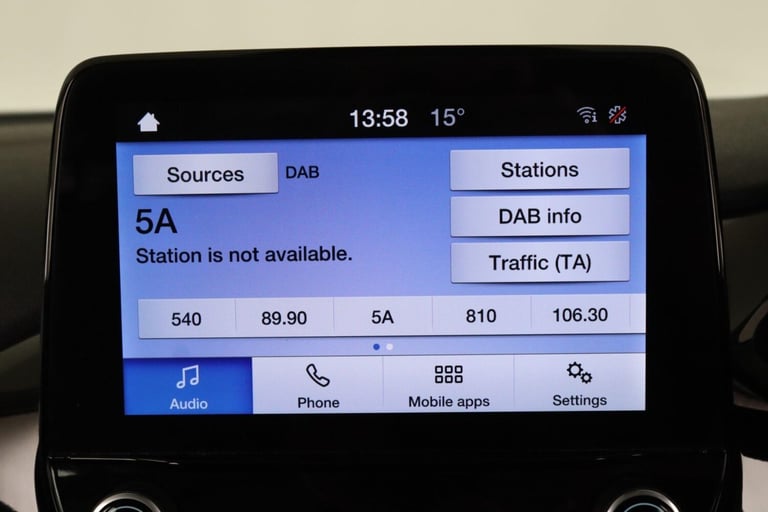 13:58 15°
Sources DAB
Stations
5A
DAB info
Station is not available.
Traffic (TA)
540 89.90 5A 810 106.30
Audio Phone Mobile apps Settings